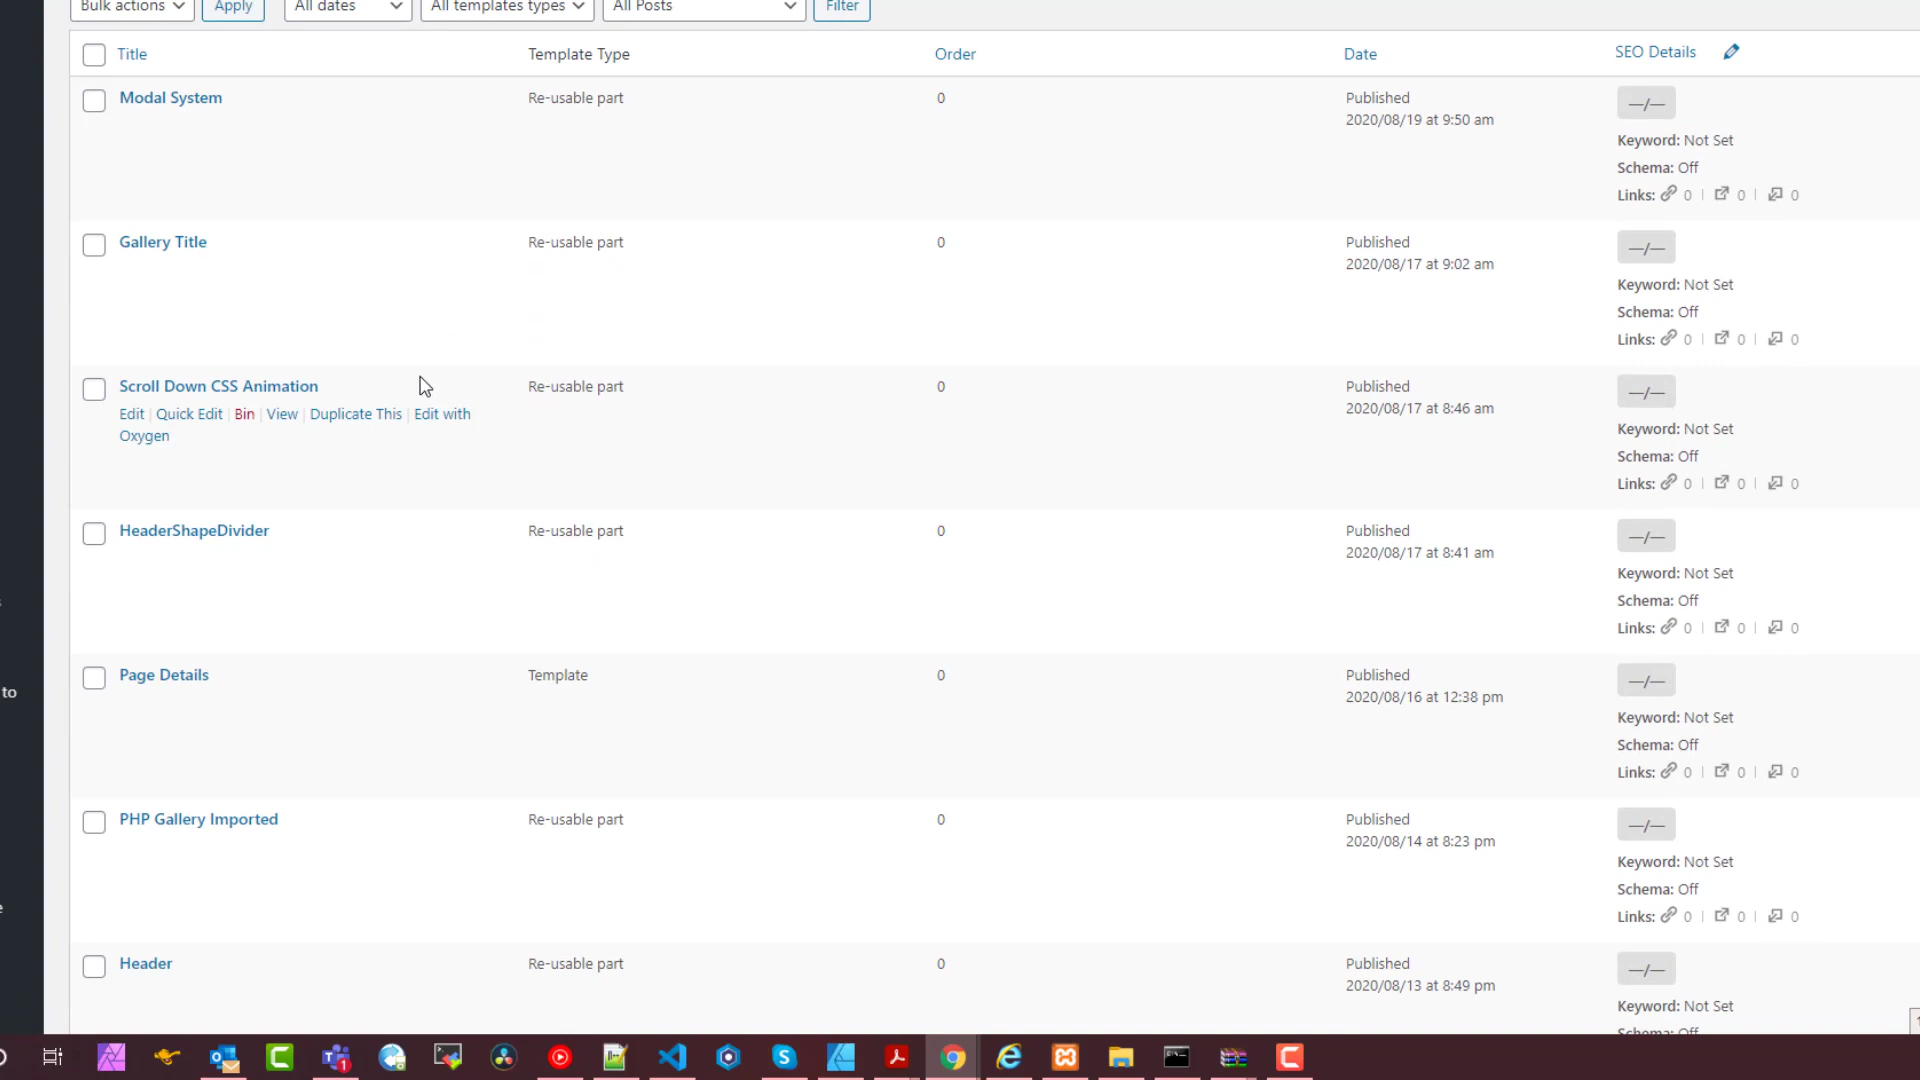 Bulk actions Apply All dates All templates types All Posts Filter
Title Template Type Order Date SEO Details
Modal System Re-usable part 0 Published —/—
2020/08/19 at 9:50 am
Keyword: Not Set
Schema: Off
Links: 0 | 0 | 0
Gallery Title Re-usable part 0 Published —/—
2020/08/17 at 9:02 am
Keyword: Not Set
Schema: Off
Links: 0 | 0 | 0
Scroll Down CSS Animation Re-usable part 0 Published —/—
Edit | Quick Edit | Bin | View | Duplicate This | Edit with 2020/08/17 at 8:46 am
Oxygen Keyword: Not Set
Schema: Off
Links: 0 | 0 | 0
HeaderShapeDivider Re-usable part 0 Published —/—
2020/08/17 at 8:41 am
Keyword: Not Set
Schema: Off
Links: 0 | 0 | 0
Page Details Template 0 Published —/—
to 2020/08/16 at 12:38 pm
Keyword: Not Set
Schema: Off
Links: 0 | 0 | 0
PHP Gallery Imported Re-usable part 0 Published —/—
2020/08/14 at 8:23 pm
Keyword: Not Set
Schema: Off
Links: 0 | 0 | 0
Header Re-usable part 0 Published —/—
2020/08/13 at 8:49 pm
Keyword: Not Set
Schema: Off